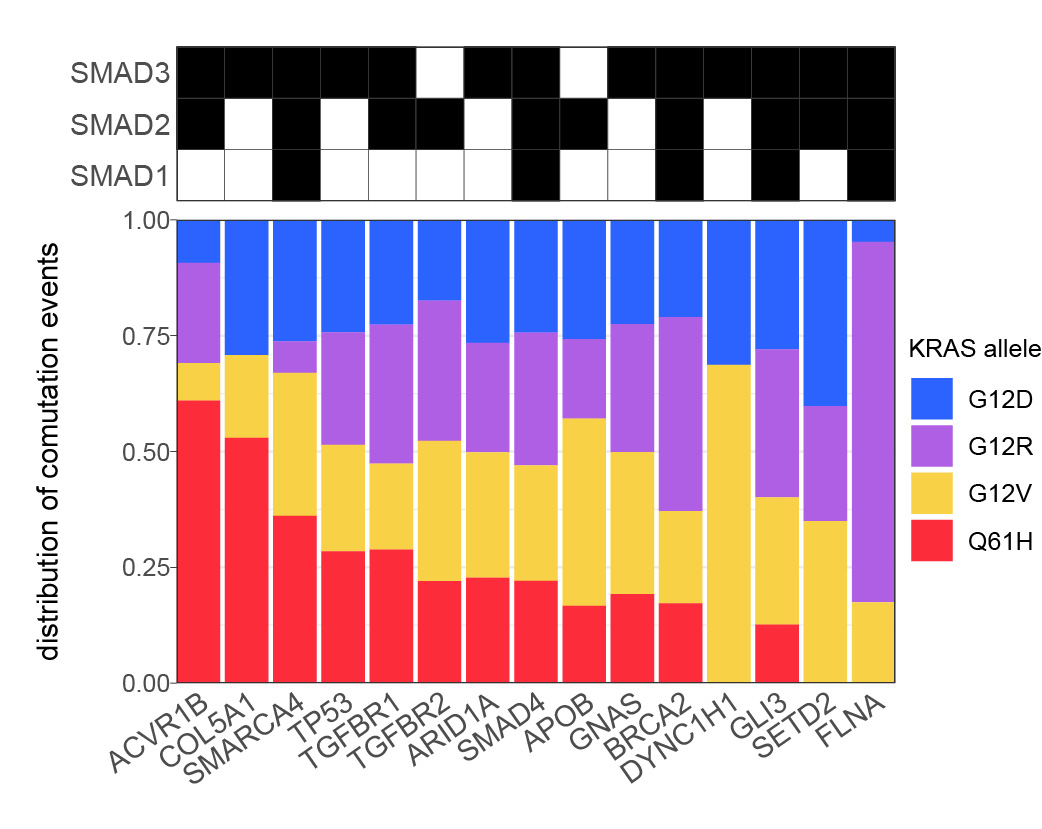 SMAD3
SMAD2
SMAD1
1.00
0.75
0.50
0.25
0.00
distribution of comutation events
ACVR1B
COL5A1
SMARCA4
TP53
TGFBR1
TGFBR2
ARID1A
SMAD4
APOB
GNAS
BRCA2
DYNC1H1
GLI3
SETD2
FLNA
KRAS allele
G12D
G12R
G12V
Q61H